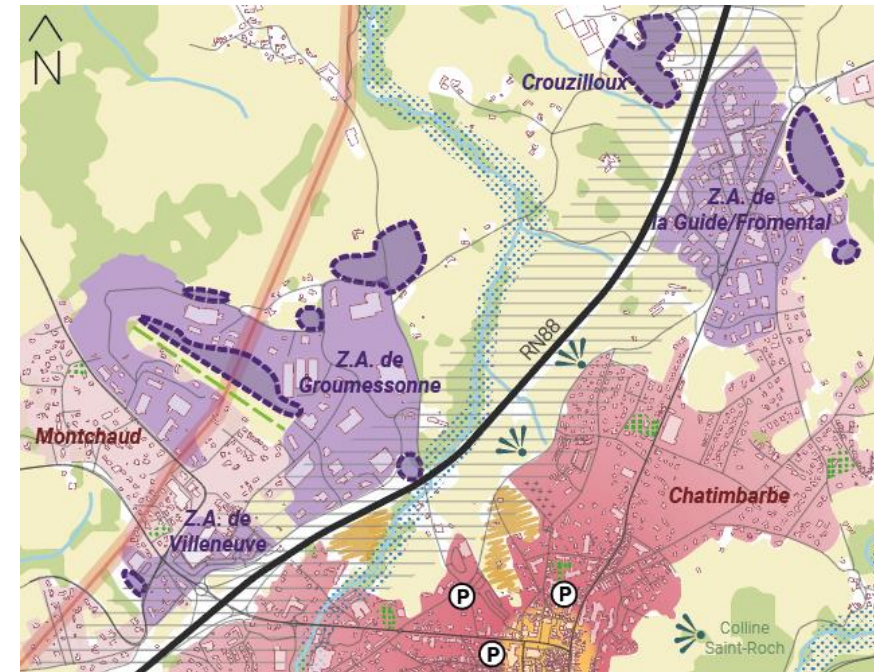 N
Crouzilloux
Z.A. de
la Guide/Fromental
RN88
Z.A. de
Groumessonne
Montchaud
Chatimbarbe
Z.A. de
Villeneuve
P
P
Colline
Saint-Roch
P